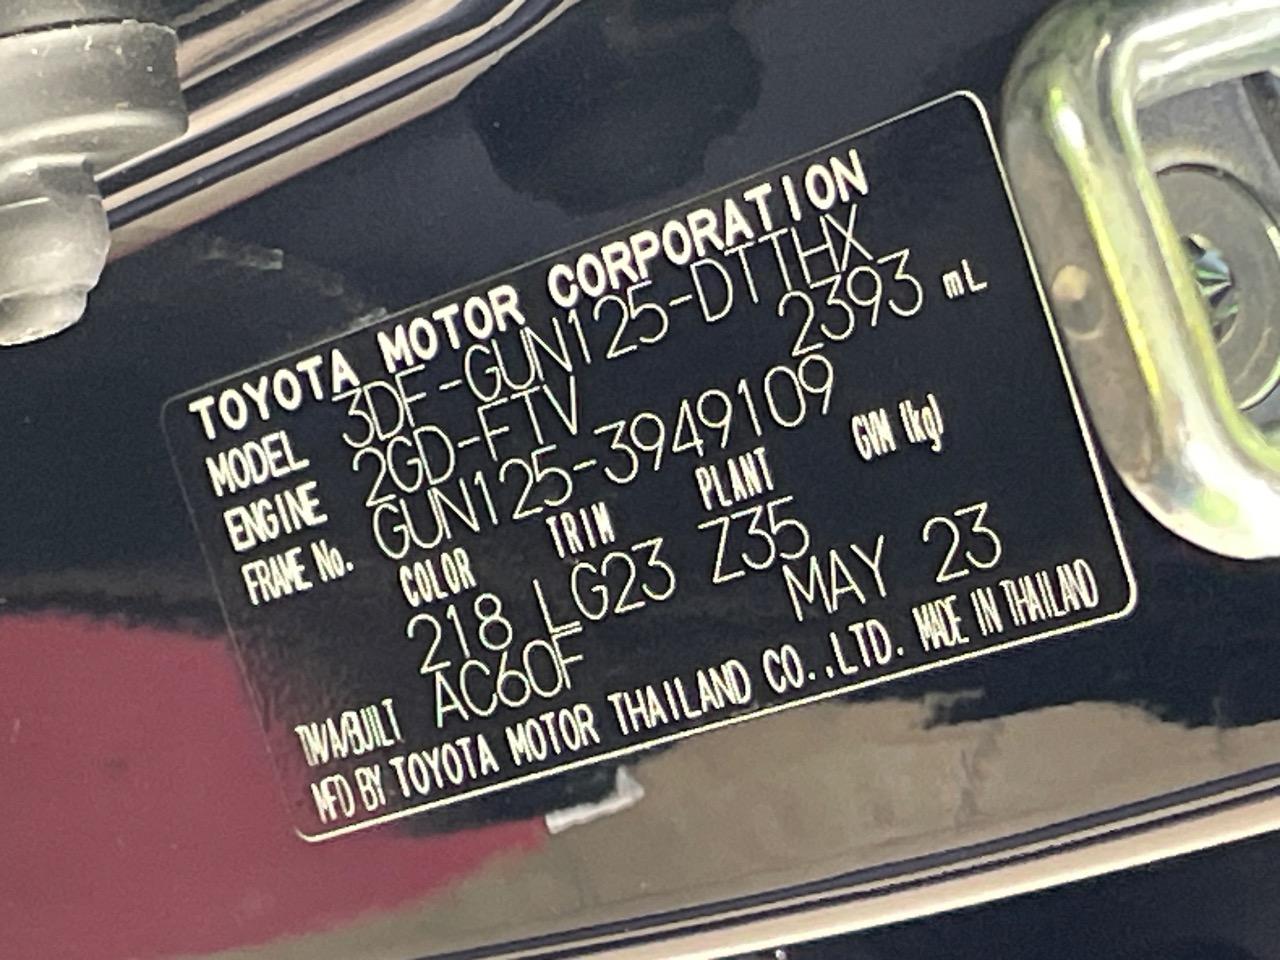 TOYOTA MOTOR CORPORATION
MODEL 3DF-GUN125-DTTHX
ENGINE 2GD-FTV 2393 mL
FRAME No. GUN125-3949109
COLOR TRIM PLANT GVM (kg)
218 LG23 Z35
TM/A/BUILT AC60F MAY 23
MFD BY TOYOTA MOTOR THAILAND CO.,LTD. MADE IN THAILAND